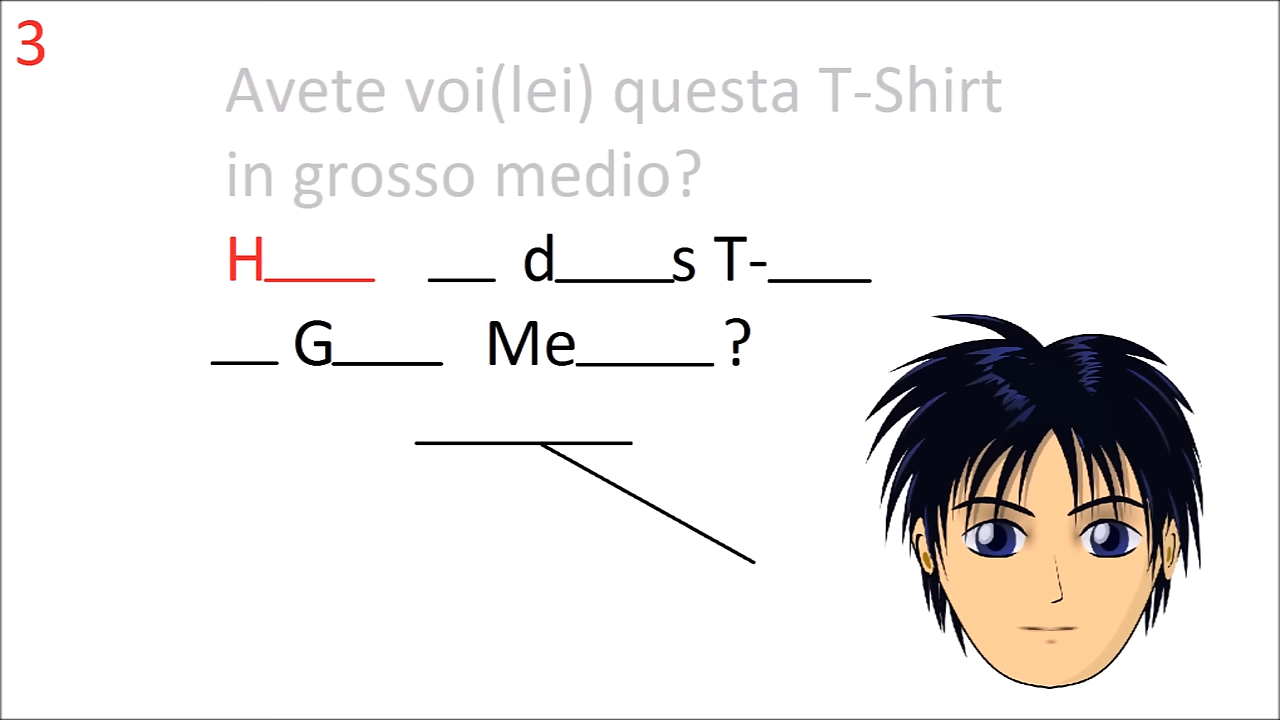 3
Avete voi(lei) questa T-Shirt
in grosso medio?
H____ __ d____s T-____
__ G____ Me_____?